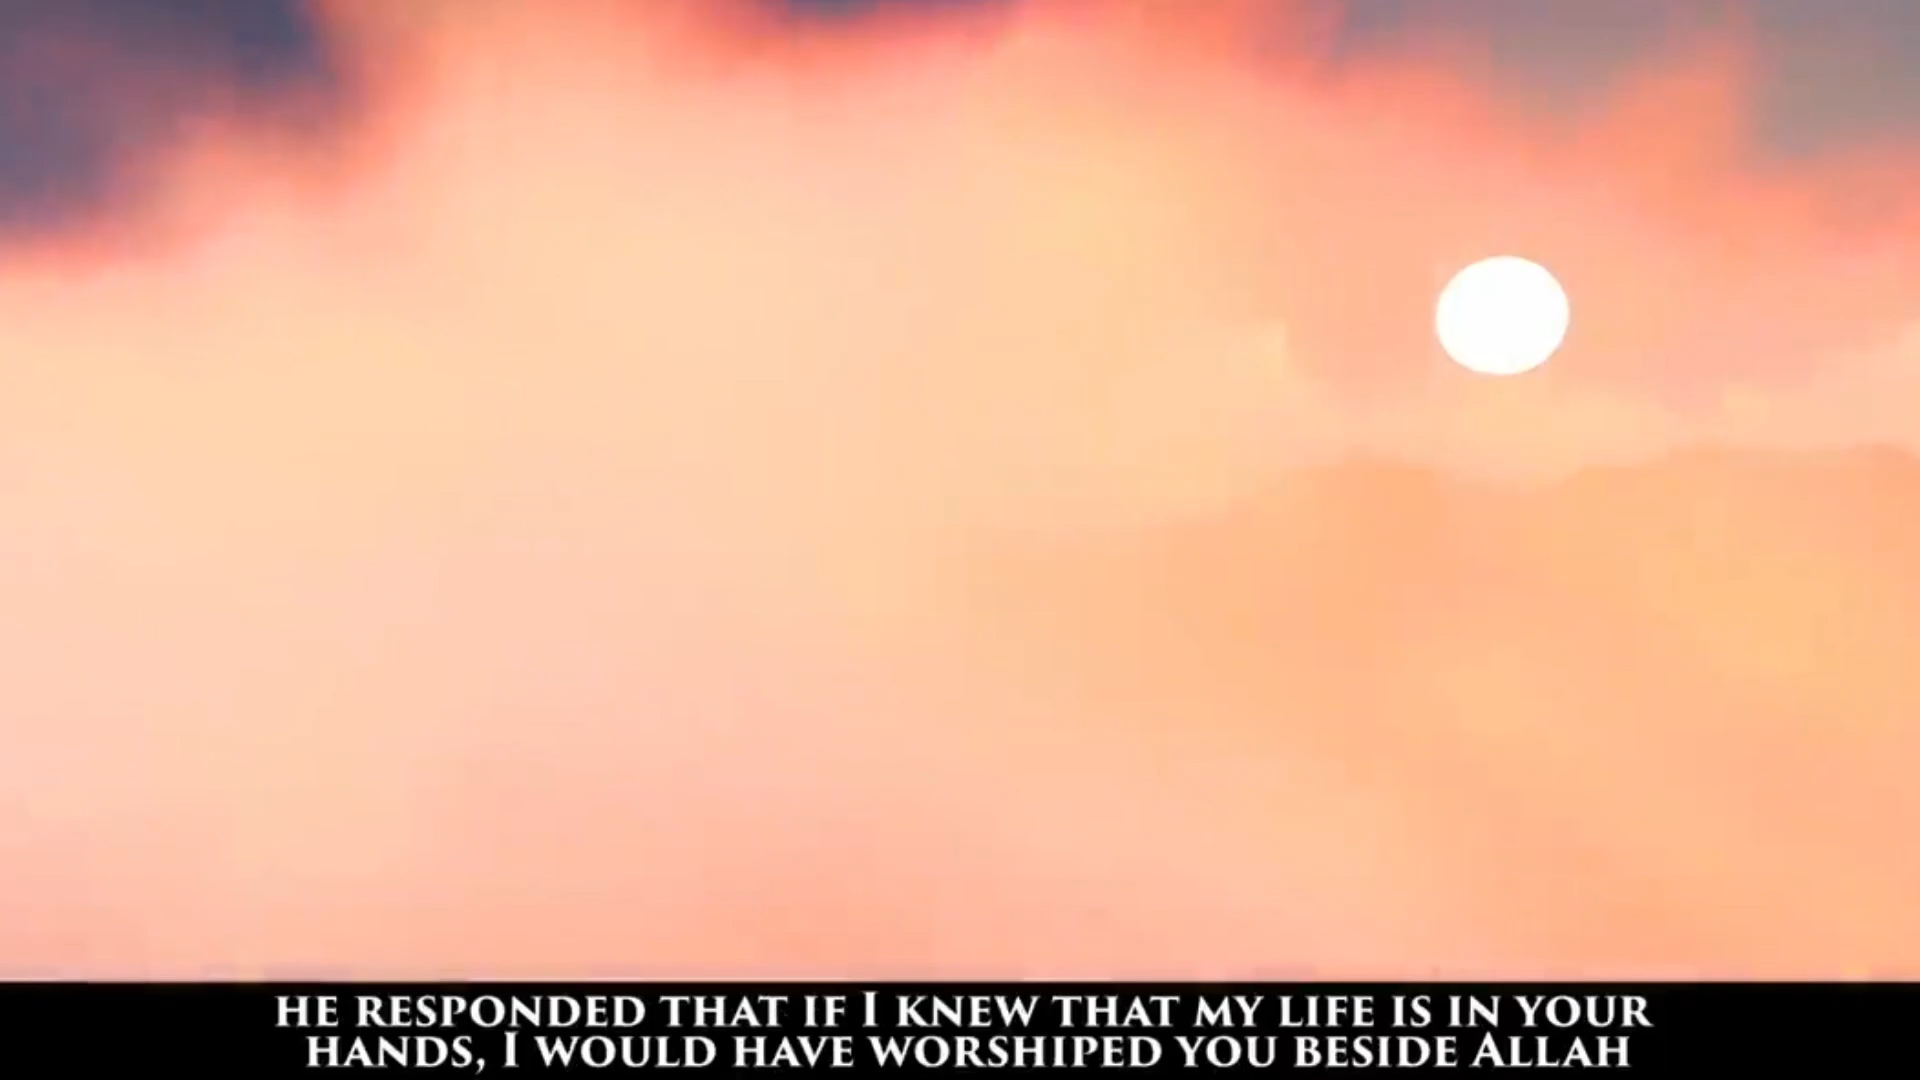 HE RESPONDED THAT IF I KNEW THAT MY LIFE IS IN YOUR
HANDS, I WOULD HAVE WORSHIPED YOU BESIDE ALLAH